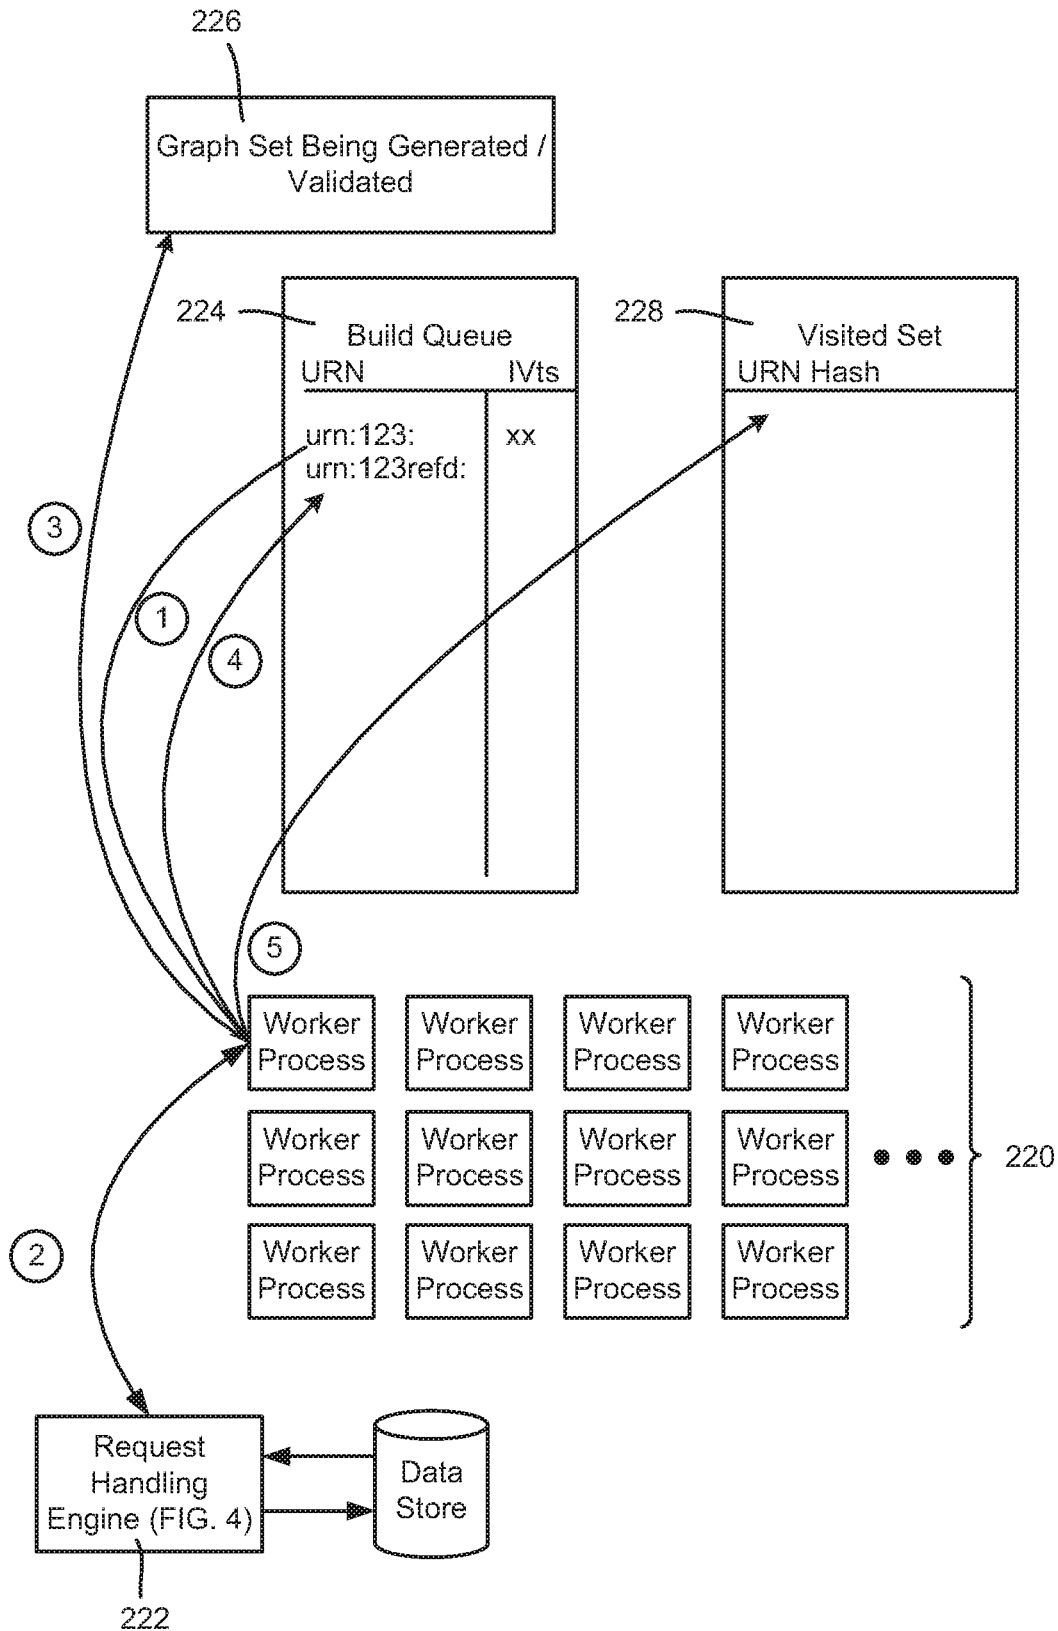 226
Graph Set Being Generated /
Validated
224
Build Queue
URN IVts
urn:123: xx
urn:123refd:
228
Visited Set
URN Hash
3
1
4
5
Worker Process
Worker Process
Worker Process
Worker Process
Worker Process
Worker Process
Worker Process
Worker Process
220
Worker Process
Worker Process
Worker Process
Worker Process
2
Request
Handling
Engine (FIG. 4)
Data
Store
222